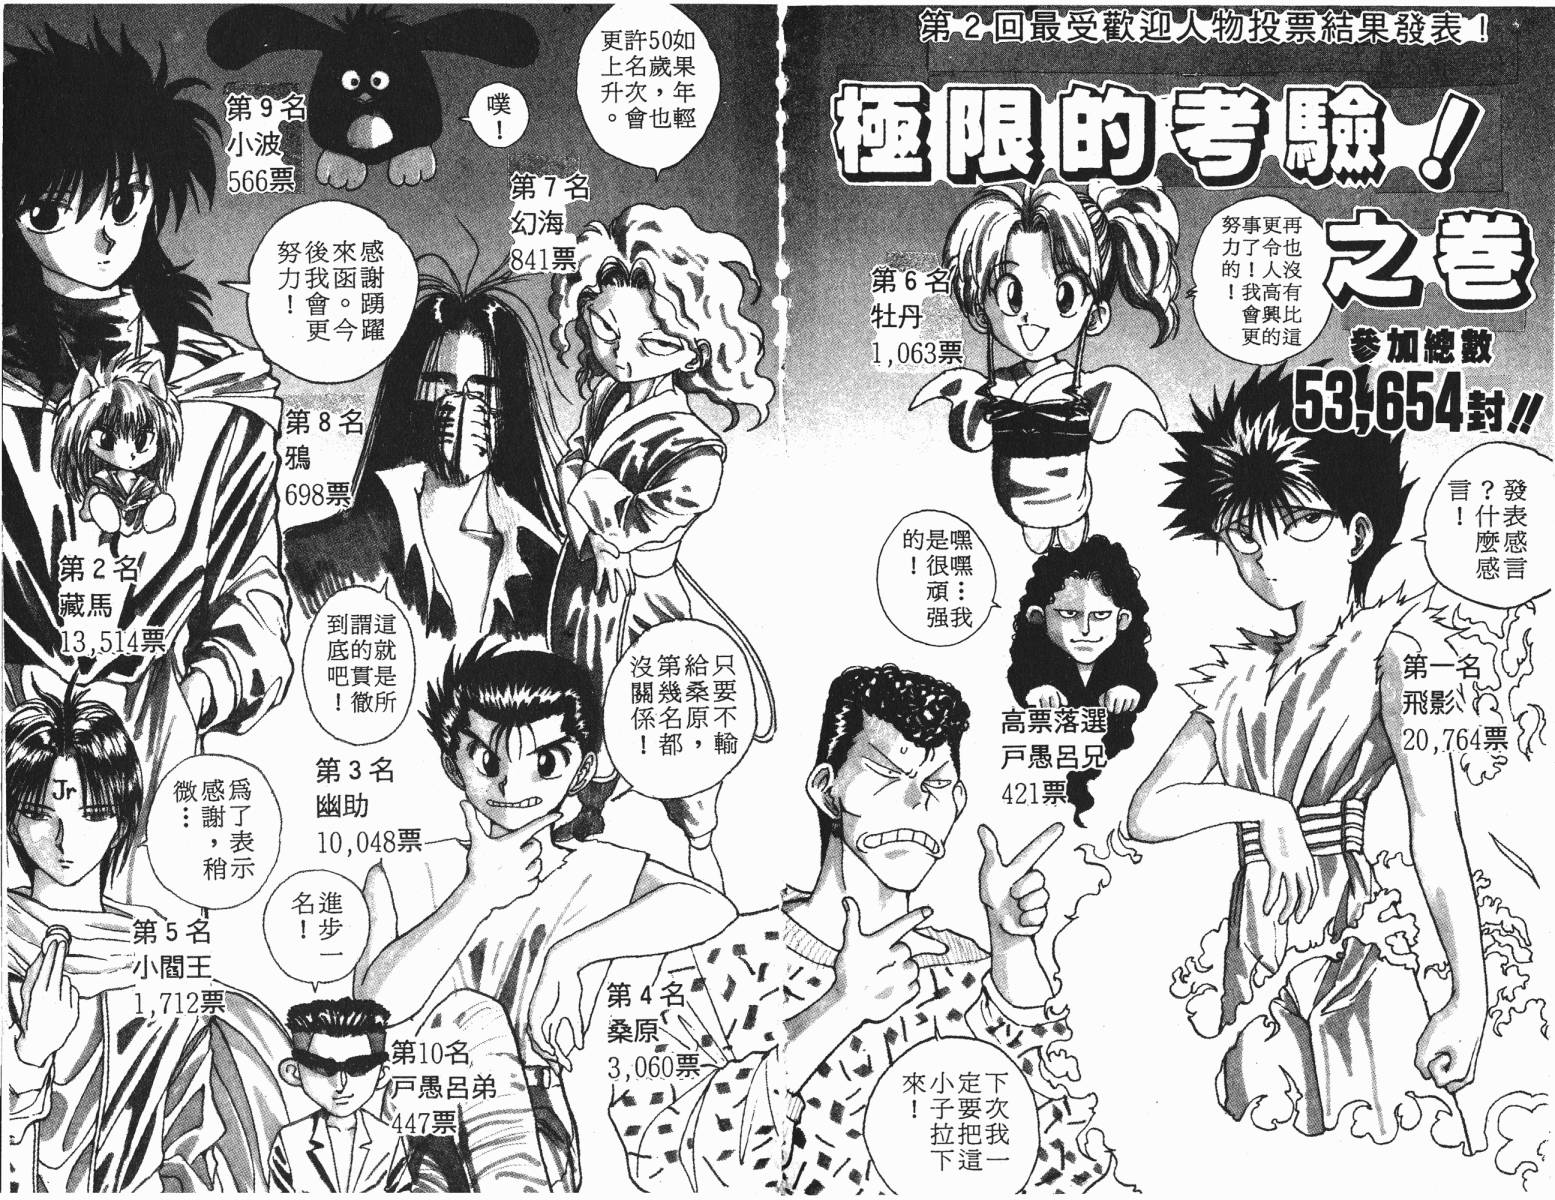 第2回最受歡迎人物投票結果發表！
極限的考驗！
之巻
參加總數
53,654封!!
發表感言
？什麼感
言！
第一名
飛影
20,764票
再也沒有比這
更令人高興的
事了！我會更
努力的！
第6名
牡丹
1,063票
嘿嘿…我
是很頑强
的！
高票落選
戸愚呂兄
421票
下次我一
定要把這
小子拉下
來！
第4名
桑原
3,060票
如果年輕
50歲，也
許名次會
更上升。
第7名
幻海
841票
噗！
第9名
小波
566票
感謝踴躍
來函。今
後我會更
努力！
第8名
鴉
698票
第2名
藏馬
13,514票
只要不輸
給桑原，
第幾名都
沒關係！
這就是所
謂的貫徹
到底吧！
第3名
幽助
10,048票
Jr
爲了表示
感謝，稍
微…
第5名
小閻王
1,712票
進步一
名！
第10名
戸愚呂弟
447票